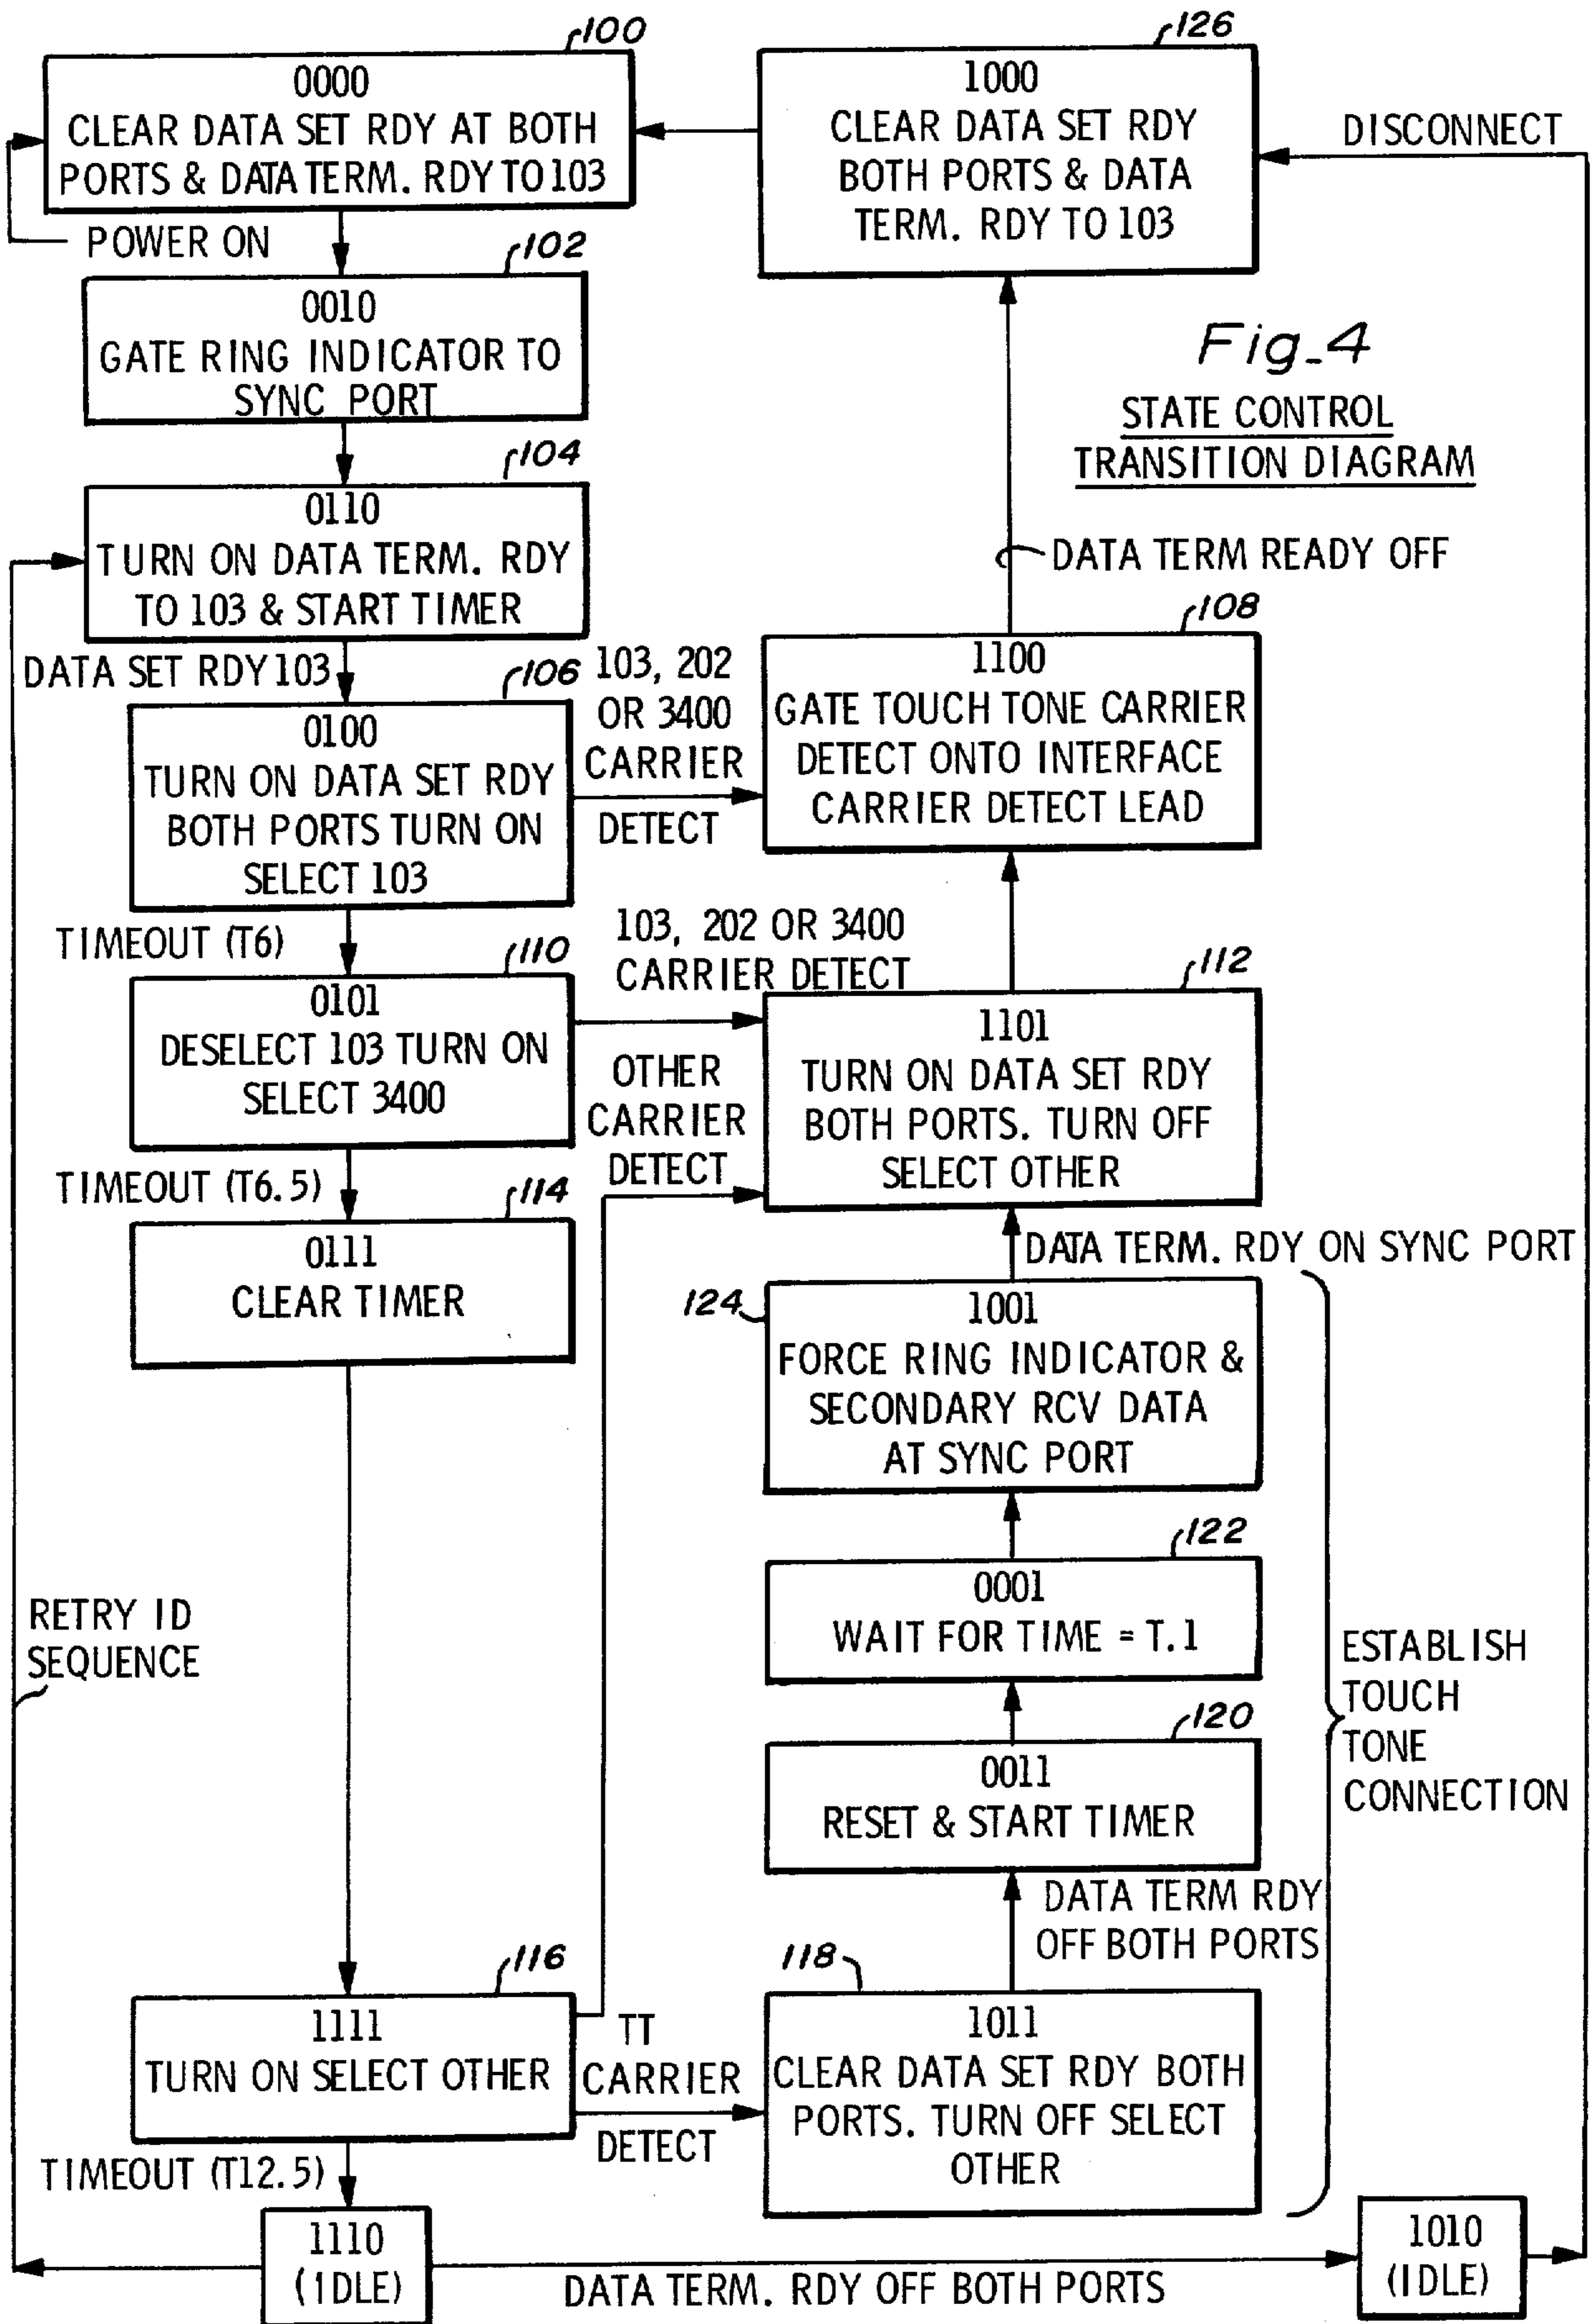 100
0000
CLEAR DATA SET RDY AT BOTH
PORTS & DATA TERM. RDY TO 103
POWER ON
102
0010
GATE RING INDICATOR TO
SYNC PORT
104
0110
TURN ON DATA TERM. RDY
TO 103 & START TIMER
DATA SET RDY 103
106
0100
TURN ON DATA SET RDY
BOTH PORTS TURN ON
SELECT 103
103, 202
OR 3400
CARRIER
DETECT
TIMEOUT (T6)
110
0101
DESELECT 103 TURN ON
SELECT 3400
103, 202 OR 3400
CARRIER DETECT
OTHER
CARRIER
DETECT
TIMEOUT (T6.5)
114
0111
CLEAR TIMER
RETRY ID
SEQUENCE
116
1111
TURN ON SELECT OTHER
TT
CARRIER
DETECT
TIMEOUT (T12.5)
1110
(IDLE)
DATA TERM. RDY OFF BOTH PORTS
1010
(IDLE)
126
1000
CLEAR DATA SET RDY
BOTH PORTS & DATA
TERM. RDY TO 103
DISCONNECT
Fig_4
STATE CONTROL
TRANSITION DIAGRAM
DATA TERM READY OFF
108
1100
GATE TOUCH TONE CARRIER
DETECT ONTO INTERFACE
CARRIER DETECT LEAD
112
1101
TURN ON DATA SET RDY
BOTH PORTS. TURN OFF
SELECT OTHER
DATA TERM. RDY ON SYNC PORT
124
1001
FORCE RING INDICATOR &
SECONDARY RCV DATA
AT SYNC PORT
122
0001
WAIT FOR TIME = T.1
120
0011
RESET & START TIMER
DATA TERM RDY
OFF BOTH PORTS
118
1011
CLEAR DATA SET RDY BOTH
PORTS. TURN OFF SELECT
OTHER
ESTABLISH
TOUCH
TONE
CONNECTION